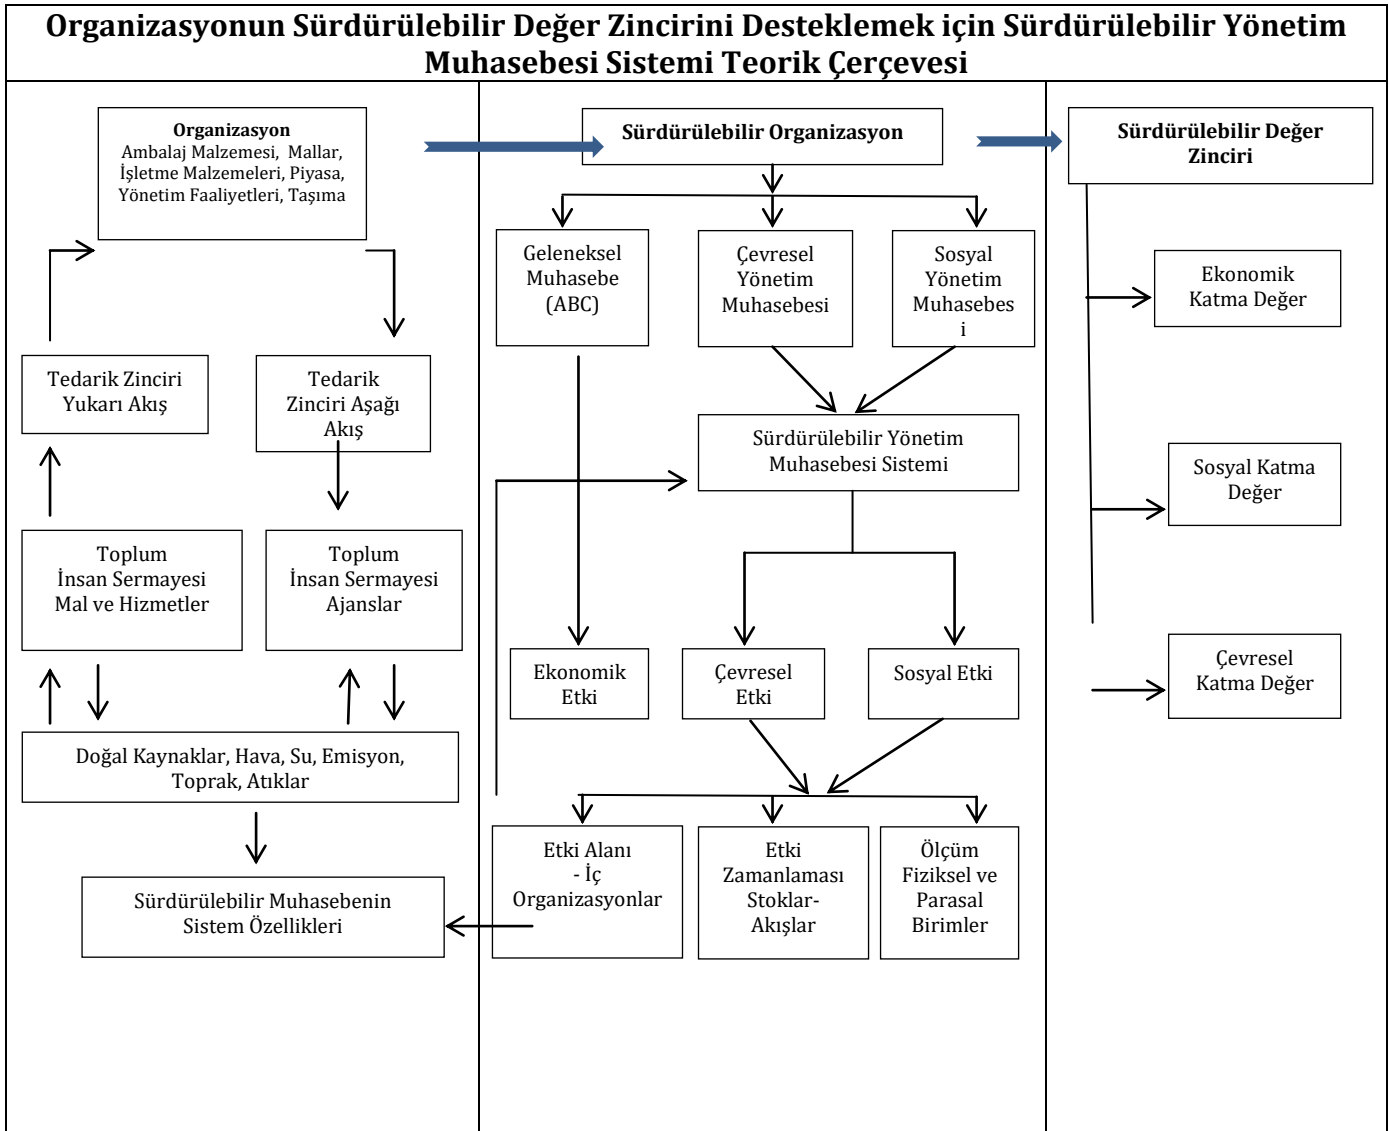 Organizasyonun Sürdürülebilir Değer Zincirini Desteklemek için Sürdürülebilir Yönetim
Muhasebesi Sistemi Teorik Çerçevesi
Organizasyon
Ambalaj Malzemesi, Mallar,
İşletme Malzemeleri, Piyasa,
Yönetim Faaliyetleri, Taşıma
Tedarik Zinciri
Yukarı Akış
Tedarik
Zinciri Aşağı
Akış
Toplum
İnsan Sermayesi
Mal ve Hizmetler
Toplum
İnsan Sermayesi
Ajanslar
Doğal Kaynaklar, Hava, Su, Emisyon,
Toprak, Atıklar
Sürdürülebilir Muhasebenin
Sistem Özellikleri
Sürdürülebilir Organizasyon
Geleneksel
Muhasebe
(ABC)
Çevresel
Yönetim
Muhasebesi
Sosyal
Yönetim
Muhasebes
i
Sürdürülebilir Yönetim
Muhasebesi Sistemi
Ekonomik
Etki
Çevresel
Etki
Sosyal Etki
Etki Alanı
- İç
Organizasyonlar
Etki
Zamanlaması
Stoklar-
Akışlar
Ölçüm
Fiziksel ve
Parasal
Birimler
Sürdürülebilir Değer
Zinciri
Ekonomik
Katma Değer
Sosyal Katma
Değer
Çevresel
Katma Değer